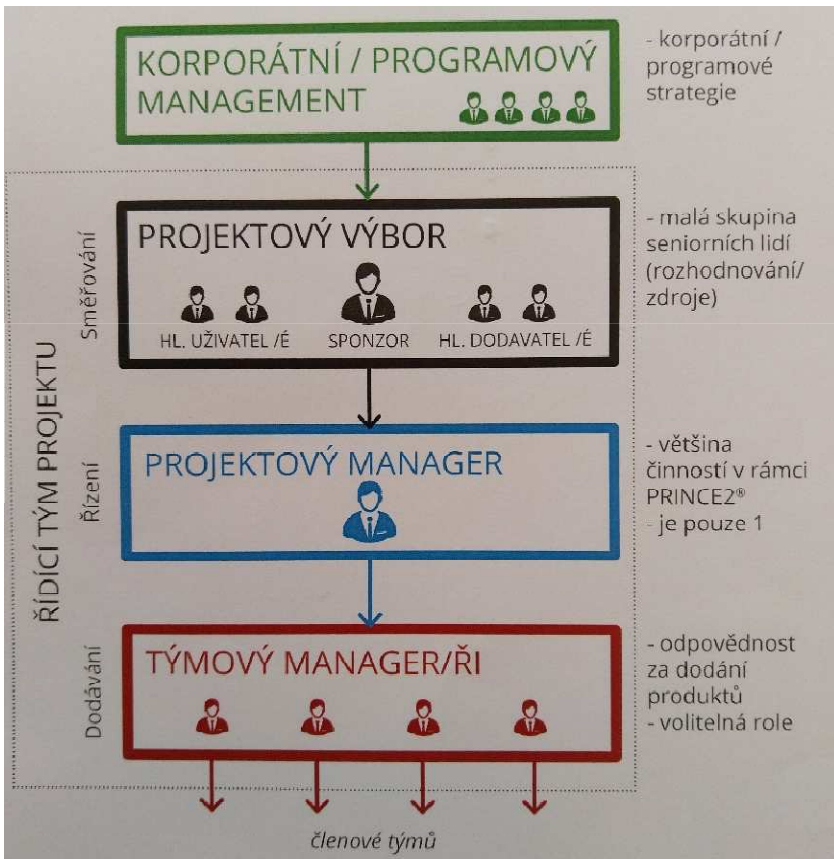 KORPORÁTNÍ / PROGRAMOVÝ
MANAGEMENT
- korporátní /
programové
strategie
ŘÍDÍCÍ TÝM PROJEKTU
Směřování
PROJEKTOVÝ VÝBOR
HL. UŽIVATEL /É
SPONZOR
HL. DODAVATEL /É
- malá skupina
seniorních lidí
(rozhodování/
zdroje)
Řízení
PROJEKTOVÝ MANAGER
- většina
činností v rámci
PRINCE2®
- je pouze 1
Dodávání
TÝMOVÝ MANAGER/ŘI
- odpovědnost
za dodání
produktů
- volitelná role
členové týmů